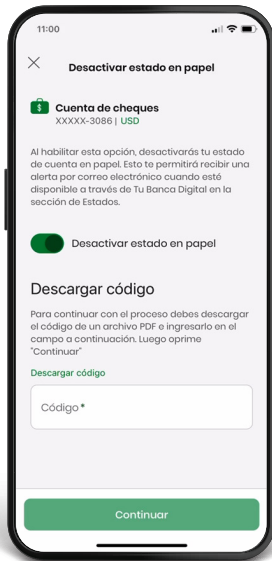 11:00
Desactivar estado en papel
Cuenta de cheques
XXXXX-3086 | USD
Al habilitar esta opción, desactivarás tu estado
de cuenta en papel. Esto te permitirá recibir una
alerta por correo electrónico cuando esté
disponible a través de Tu Banca Digital en la
sección de Estados.
Desactivar estado en papel
Descargar código
Para continuar con el proceso debes descargar
el código de un archivo PDF e ingresarlo en el
campo a continuación. Luego oprime
"Continuar"
Descargar código
Código*
Continuar